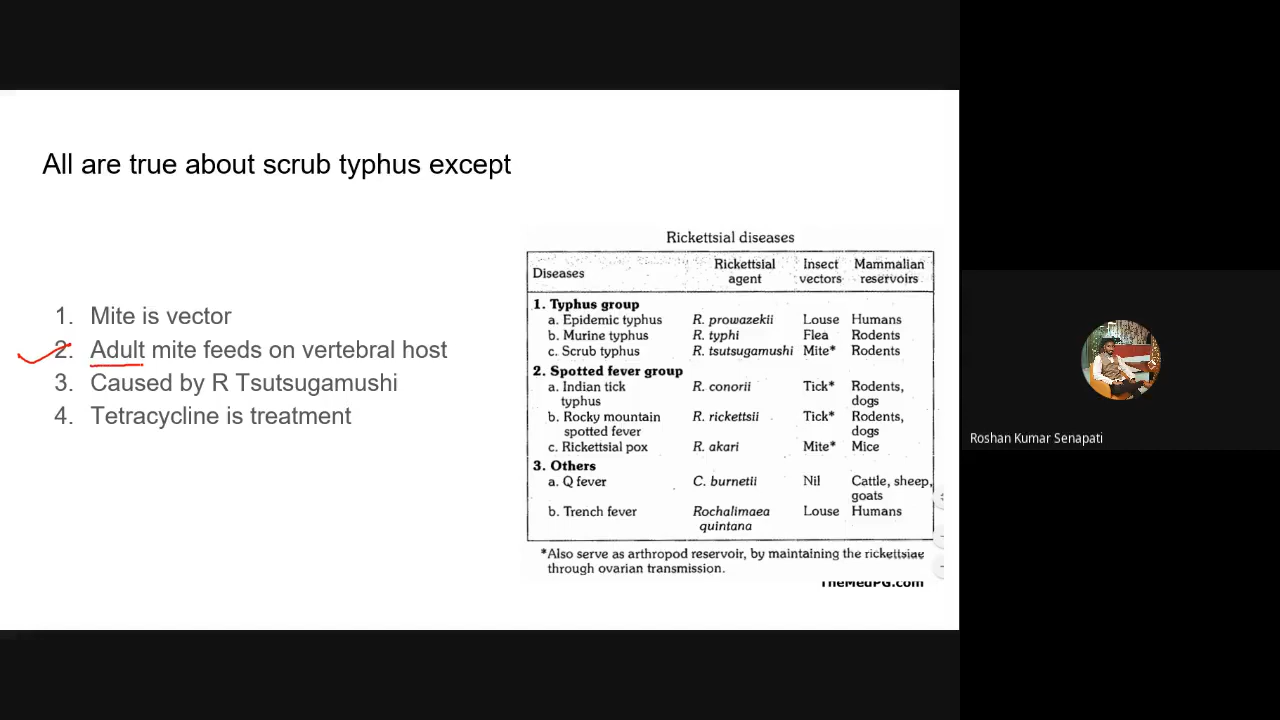 All are true about scrub typhus except
1. Mite is vector
2. Adult mite feeds on vertebral host
3. Caused by R Tsutsugamushi
4. Tetracycline is treatment
Rickettsial diseases
Diseases Rickettsial agent Insect vectors Mammalian reservoirs
1. Typhus group
a. Epidemic typhus R. prowazekii Louse Humans
b. Murine typhus R. typhi Flea Rodents
c. Scrub typhus R. tsutsugamushi Mite* Rodents
2. Spotted fever group
a. Indian tick typhus R. conorii Tick* Rodents, dogs
b. Rocky mountain spotted fever R. rickettsii Tick* Rodents, dogs
c. Rickettsial pox R. akari Mite* Mice
3. Others
a. Q fever C. burnetii Nil Cattle, sheep, goats
b. Trench fever Rochalimaea quintana Louse Humans
*Also serve as arthropod reservoir, by maintaining the rickettsiae
through ovarian transmission.
TheMedPG.com
Roshan Kumar Senapati